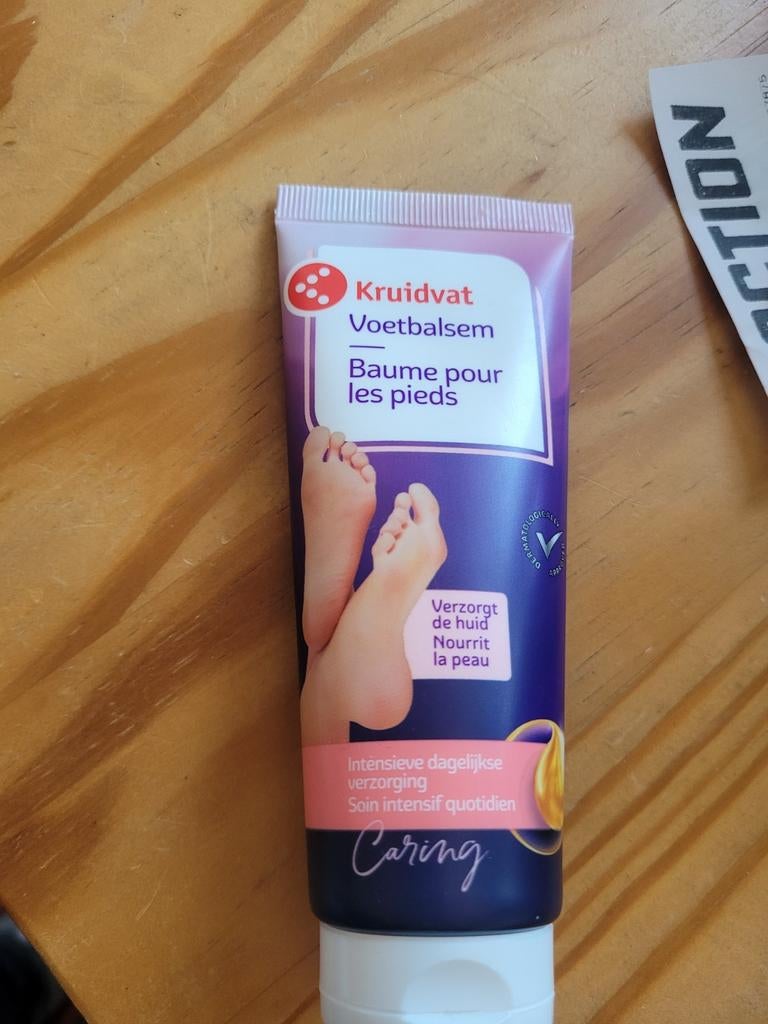 Kruidvat
Voetbalsem
Baume pour
les pieds
Verzorgt
de huid
Nourrit
la peau
Intensieve dagelijkse
verzorging
Soin intensif quotidien
Caring